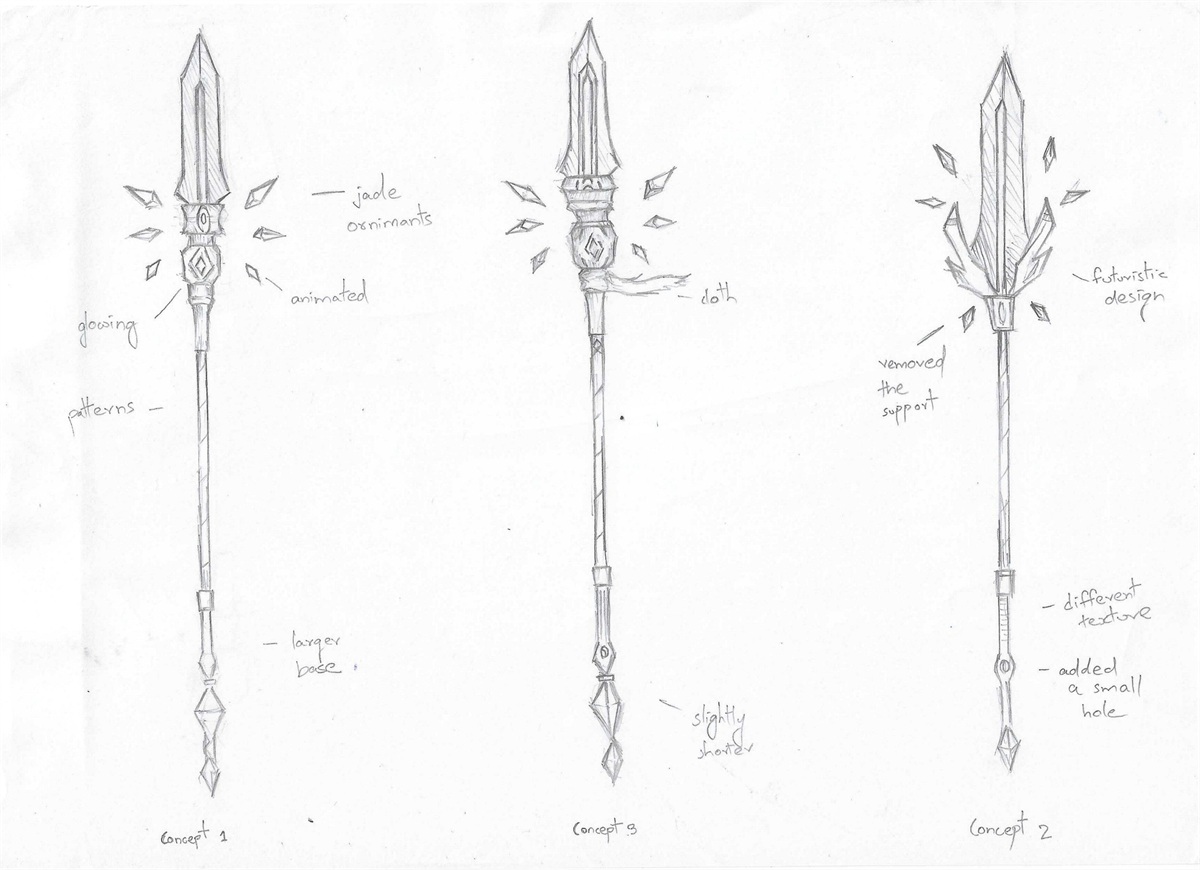 jade
ornimants
animated
glowing
patterns
larger
base
Concept 1
cloth
slightly
shorter
Concept 3
futuristic
design
removed
the
support
different
texture
added
a small
hole
Concept 2